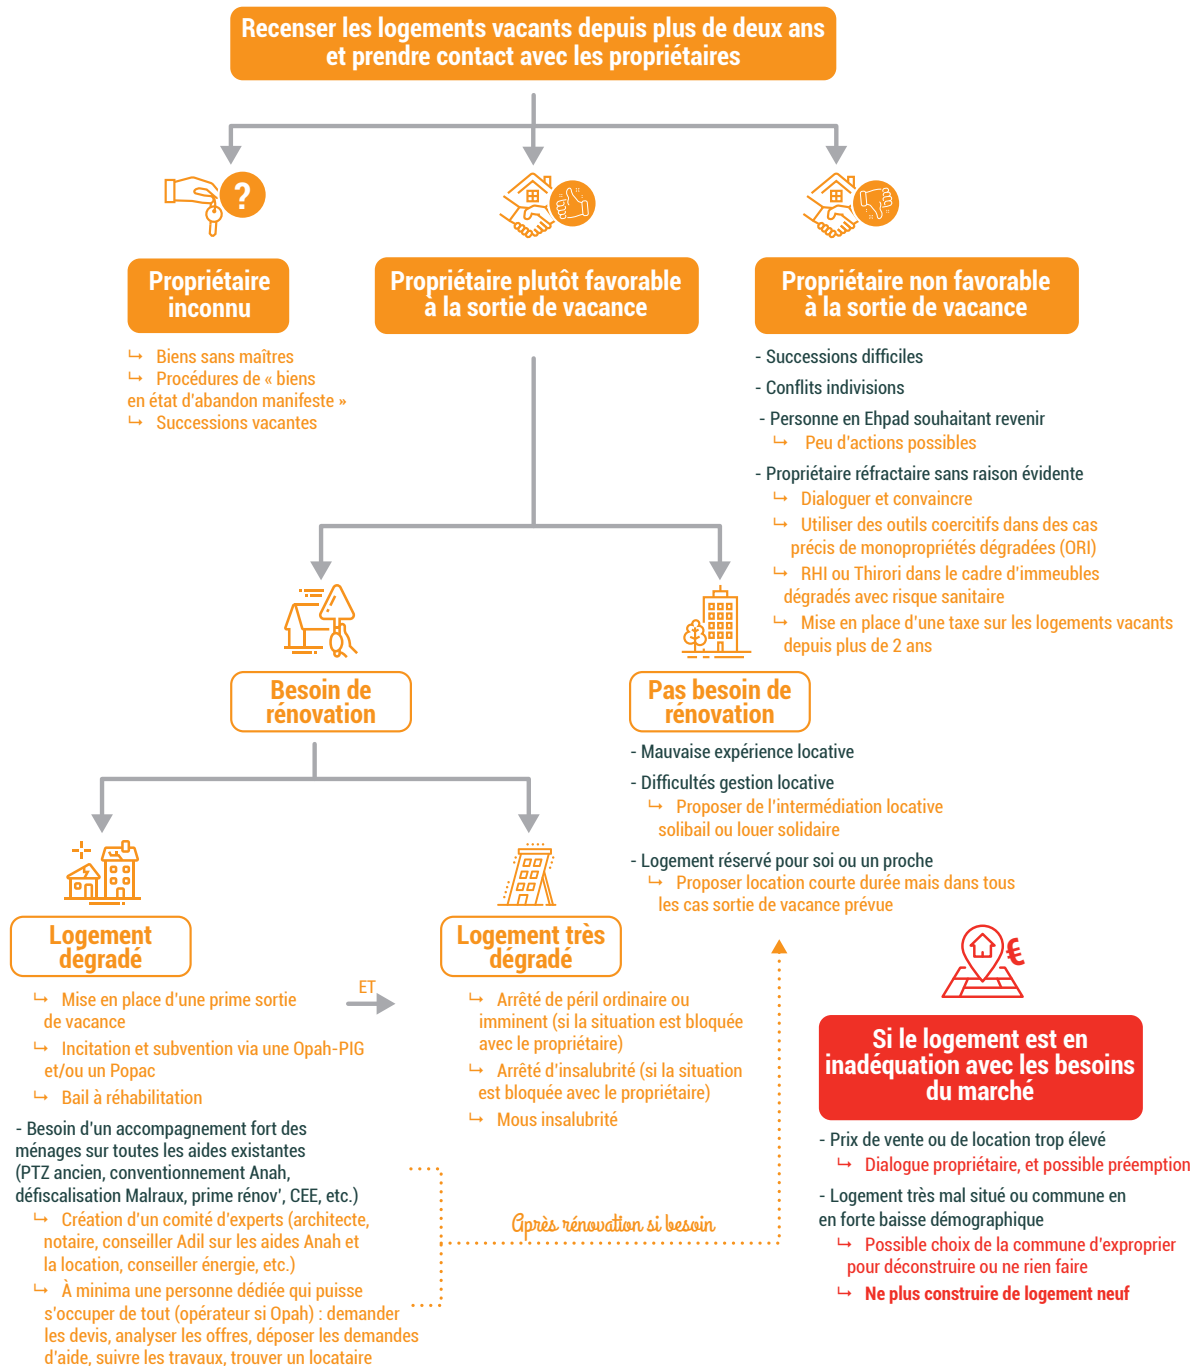 Recenser les logements vacants depuis plus de deux ans
et prendre contact avec les propriétaires
?
Propriétaire
inconnu
↳ Biens sans maîtres
↳ Procédures de « biens
en état d'abandon manifeste »
↳ Successions vacantes
Propriétaire plutôt favorable
à la sortie de vacance
Propriétaire non favorable
à la sortie de vacance
- Successions difficiles
- Conflits indivisions
- Personne en Ehpad souhaitant revenir
↳ Peu d'actions possibles
- Propriétaire réfractaire sans raison évidente
↳ Dialoguer et convaincre
↳ Utiliser des outils coercitifs dans des cas
précis de monopropriétés dégradées (ORI)
↳ RHI ou Thirori dans le cadre d'immeubles
dégradés avec risque sanitaire
↳ Mise en place d'une taxe sur les logements vacants
depuis plus de 2 ans
Besoin de
rénovation
Pas besoin de
rénovation
- Mauvaise expérience locative
- Difficultés gestion locative
↳ Proposer de l'intermédiation locative
solibail ou louer solidaire
- Logement réservé pour soi ou un proche
↳ Proposer location courte durée mais dans tous
les cas sortie de vacance prévue
Logement
dégradé
↳ Mise en place d'une prime sortie
de vacance
↳ Incitation et subvention via une Opah-PIG
et/ou un Popac
↳ Bail à réhabilitation
- Besoin d'un accompagnement fort des
ménages sur toutes les aides existantes
(PTZ ancien, conventionnement Anah,
défiscalisation Malraux, prime rénov', CEE, etc.)
↳ Création d'un comité d'experts (architecte,
notaire, conseiller Adil sur les aides Anah et
la location, conseiller énergie, etc.)
↳ À minima une personne dédiée qui puisse
s'occuper de tout (opérateur si Opah) : demander
les devis, analyser les offres, déposer les demandes
d'aide, suivre les travaux, trouver un locataire
ET
Logement très
dégradé
↳ Arrêté de péril ordinaire ou
imminent (si la situation est bloquée
avec le propriétaire)
↳ Arrêté d'insalubrité (si la situation
est bloquée avec le propriétaire)
↳ Mous insalubrité
Après rénovation si besoin
€
Si le logement est en
inadéquation avec les besoins
du marché
- Prix de vente ou de location trop élevé
↳ Dialogue propriétaire, et possible préemption
- Logement très mal situé ou commune en
en forte baisse démographique
↳ Possible choix de la commune d'exproprier
pour déconstruire ou ne rien faire
↳ Ne plus construire de logement neuf